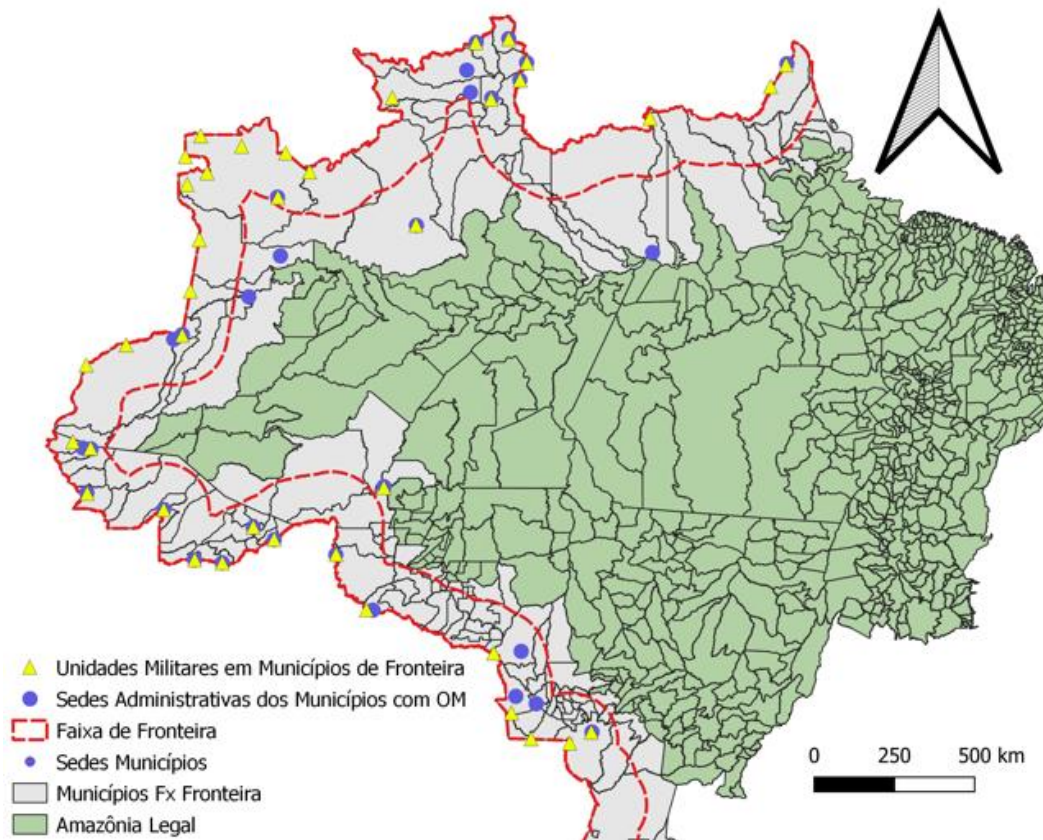 Unidades Militares em Municípios de Fronteira
Sedes Administrativas dos Municípios com OM
Faixa de Fronteira
Sedes Municípios
Municípios Fx Fronteira
Amazônia Legal
0 250 500 km